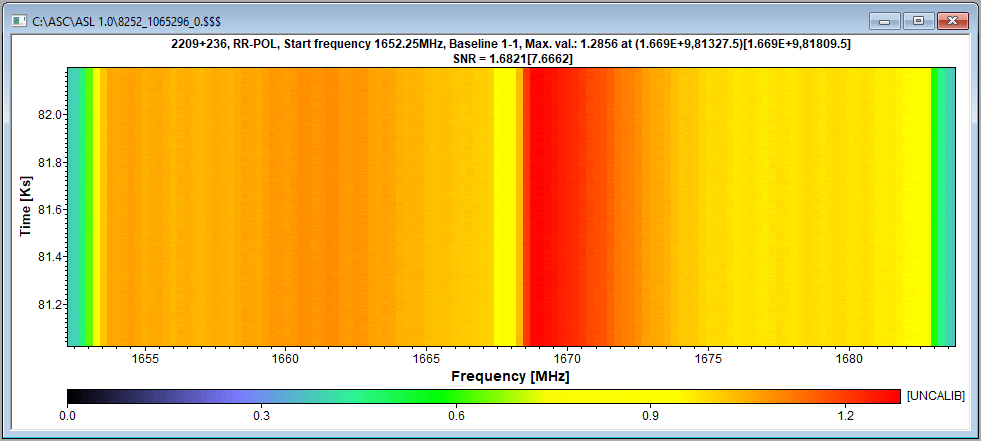 C:\ASC\ASL 1.0\8252_1065296_0.$$$
2209+236, RR-POL, Start frequency 1652.25MHz, Baseline 1-1, Max. val.: 1.2856 at (1.669E+9,81327.5)[1.669E+9,81809.5]
SNR = 1.6821[7.6662]
82.0
81.8
81.6
81.4
81.2
Time [Ks]
1655 1660 1665 1670 1675 1680
Frequency [MHz]
[UNCALIB]
0.0 0.3 0.6 0.9 1.2